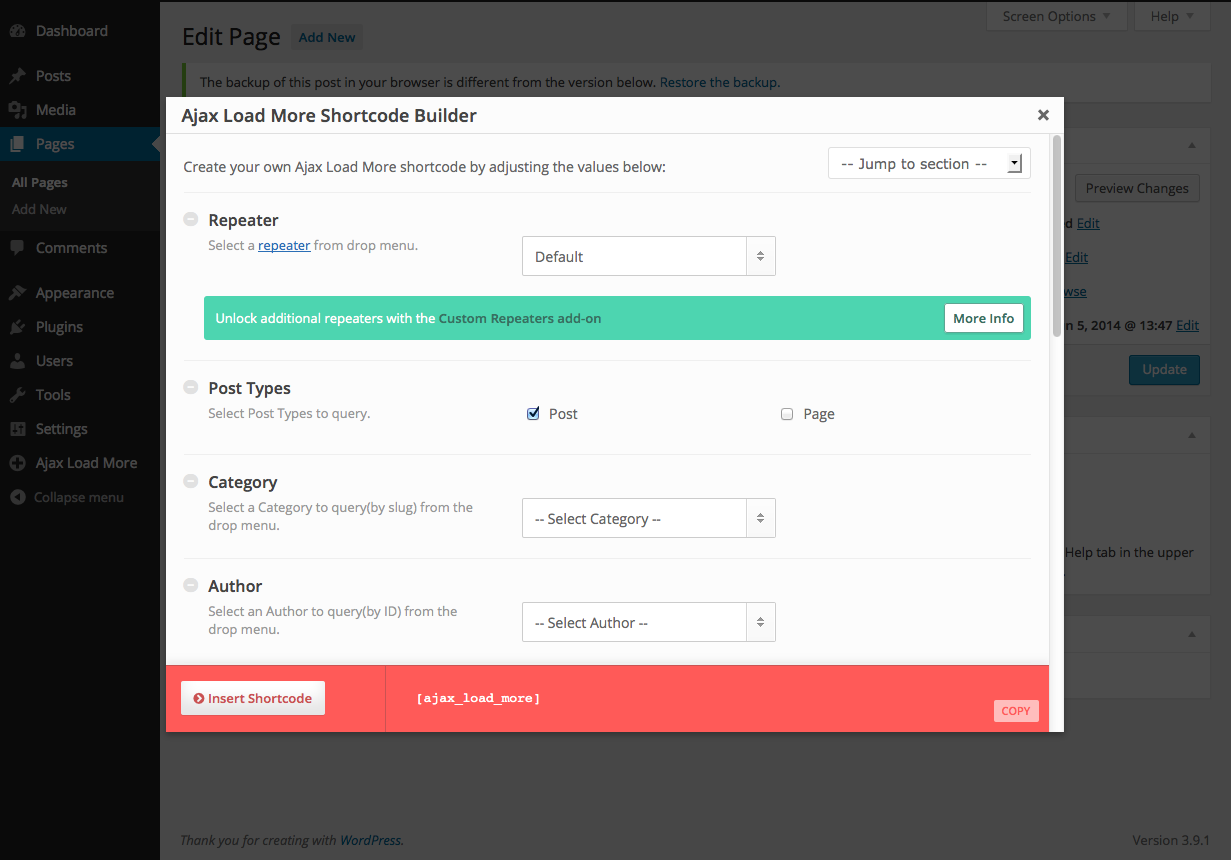 Dashboard
Posts
Media
Pages
All Pages
Add New
Comments
Appearance
Plugins
Users
Tools
Settings
Ajax Load More
Collapse menu
Screen Options
Help
Edit Page
Add New
The backup of this post in your browser is different from the version below. Restore the backup.
Ajax Load More Shortcode Builder
Create your own Ajax Load More shortcode by adjusting the values below:
-- Jump to section --
Repeater
Select a repeater from drop menu.
Default
Unlock additional repeaters with the Custom Repeaters add-on
More Info
Post Types
Select Post Types to query.
Post
Page
Category
Select a Category to query(by slug) from the
drop menu.
-- Select Category --
Author
Select an Author to query(by ID) from the
drop menu.
-- Select Author --
Insert Shortcode
[ajax_load_more]
COPY
Preview Changes
d Edit
Edit
wse
n 5, 2014 @ 13:47 Edit
Update
Help tab in the upper
.
Thank you for creating with WordPress.
Version 3.9.1